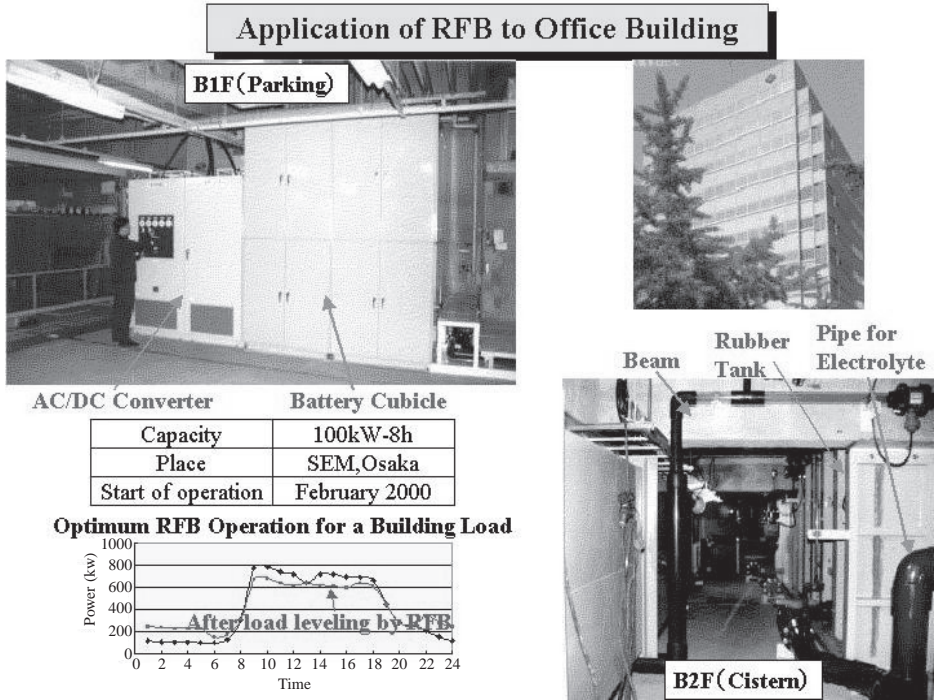 Application of RFB to Office Building
B1F(Parking)
AC/DC Converter
Battery Cubicle
Capacity 100kW-8h
Place SEM,Osaka
Start of operation February 2000
Optimum RFB Operation for a Building Load
Power (kw)
1000
800
600
400
200
0
After load leveling by RFB
0 2 4 6 8 10 12 14 16 18 20 22 24
Time
Beam
Rubber
Tank
Pipe for
Electrolyte
B2F(Cistern)